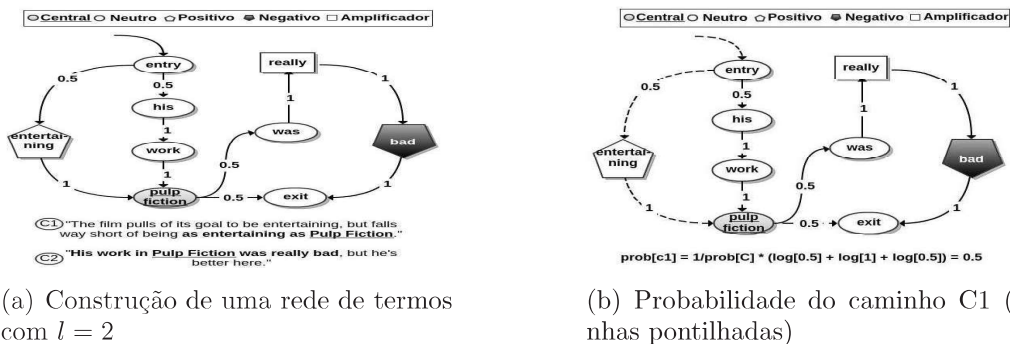 Central Neutro Positivo Negativo Amplificador
entry
0.5
0.5
his
1
work
1
entertai-
ning
1
pulp
fiction
0.5
0.5
was
1
really
1
bad
1
exit
C1 "The film pulls of its goal to be entertaining, but falls
way short of being as entertaining as Pulp Fiction."
C2 "His work in Pulp Fiction was really bad, but he's
better here."
(a) Construção de uma rede de termos
com l = 2
Central Neutro Positivo Negativo Amplificador
entry
0.5
0.5
his
1
work
1
entertai-
ning
1
pulp
fiction
0.5
0.5
was
1
really
1
bad
1
exit
prob[c1] = 1/prob[C] * (log[0.5] + log[1] + log[0.5]) = 0.5
(b) Probabilidade do caminho C1 (
nhas pontilhadas)